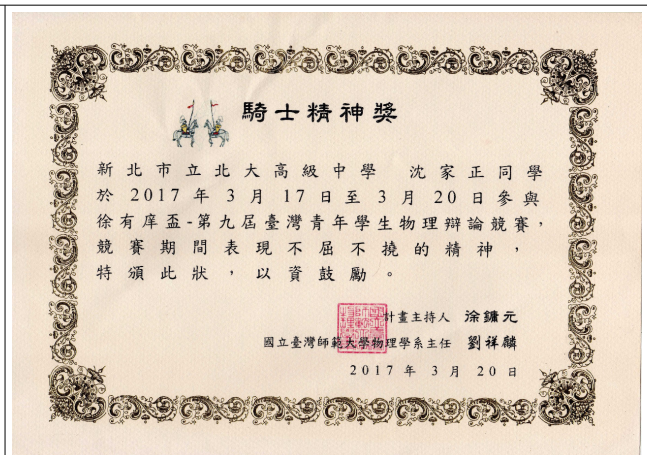 騎士精神獎
新北市立北大高級中學 沈家正同學
於 2017 年 3 月 17 日至 3 月 20 日參與
徐有庠盃-第九屆臺灣青年學生物理辯論競賽,
競賽期間表現不屈不撓的精神,
特頒此狀,以資鼓勵。
計畫主持人 徐鏞元
國立臺灣師範大學物理學系主任 劉祥麟
2017 年 3 月 20 日